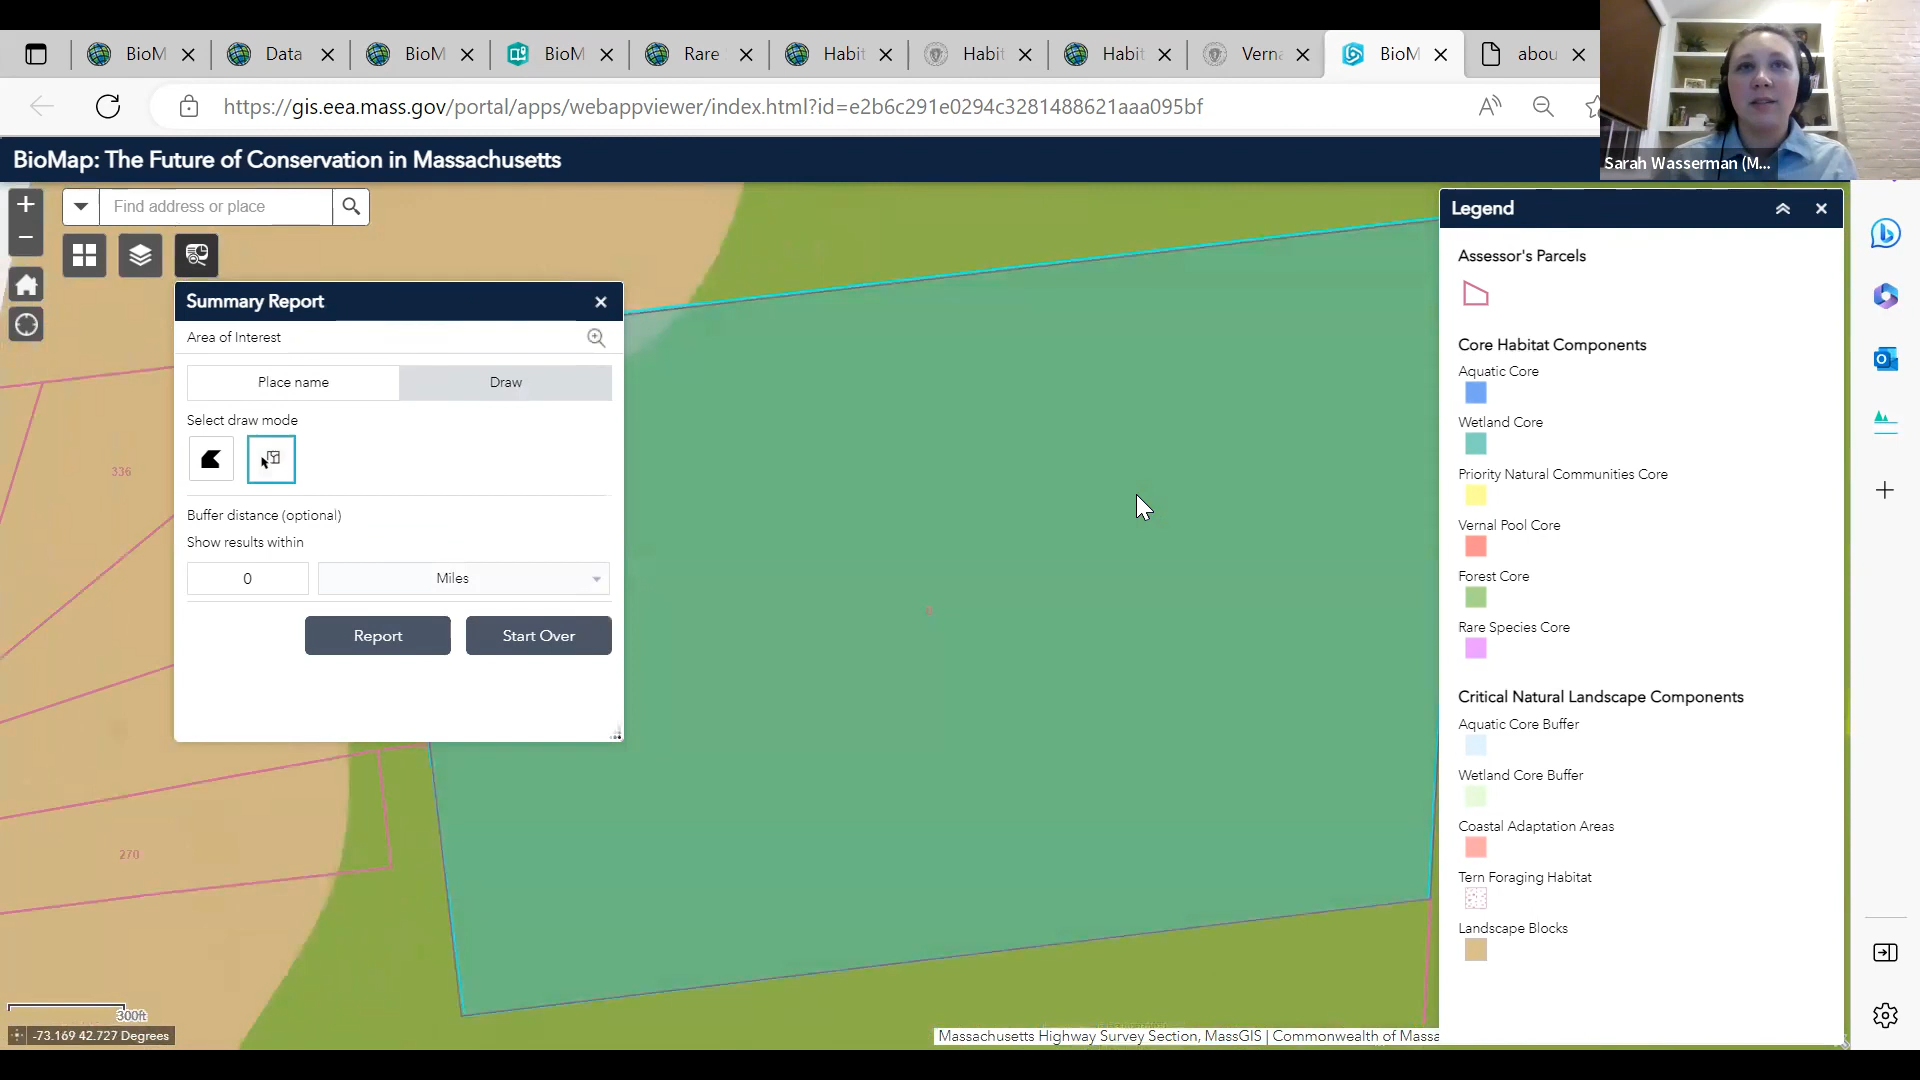 BioM
Data
BioM
BioM
Rare
Habit
Habit
Habit
Verna
BioM
abou
https://gis.eea.mass.gov/portal/apps/webappviewer/index.html?id=e2b6c291e0294c3281488621aaa095bf
Sarah Wasserman (M...
BioMap: The Future of Conservation in Massachusetts
Find address or place
Legend
Assessor's Parcels
Core Habitat Components
Aquatic Core
Wetland Core
Priority Natural Communities Core
Vernal Pool Core
Forest Core
Rare Species Core
Critical Natural Landscape Components
Aquatic Core Buffer
Wetland Core Buffer
Coastal Adaptation Areas
Tern Foraging Habitat
Landscape Blocks
Summary Report
Area of Interest
Place name
Draw
Select draw mode
Buffer distance (optional)
Show results within
0
Miles
Report
Start Over
336
270
300ft
-73.169 42.727 Degrees
Massachusetts Highway Survey Section, MassGIS | Commonwealth of Massa